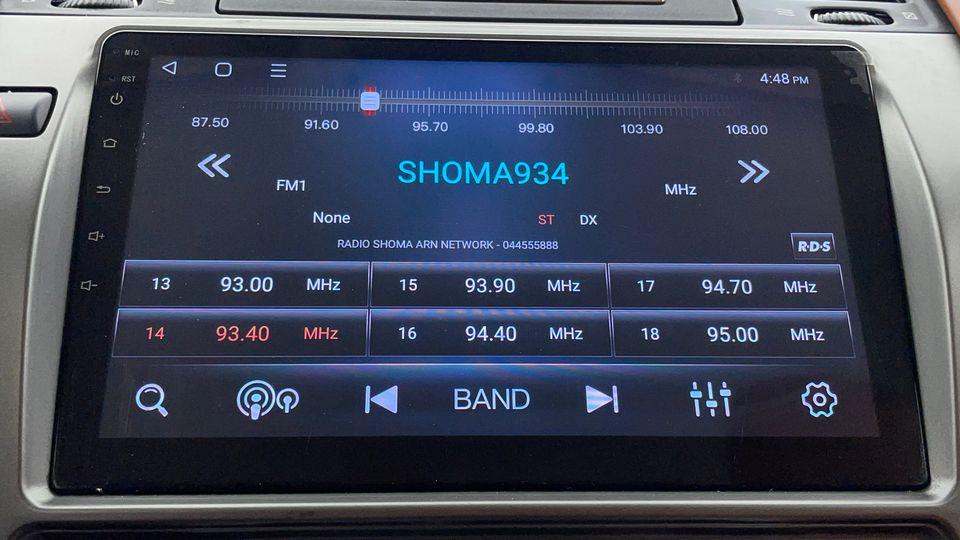 MIC
RST
4:48 PM
87.50 91.60 95.70 99.80 103.90 108.00
SHOMA934
FM1 MHz
None ST DX
RADIO SHOMA ARN NETWORK - 044555888
R·D·S
13 93.00 MHz 15 93.90 MHz 17 94.70 MHz
14 93.40 MHz 16 94.40 MHz 18 95.00 MHz
BAND